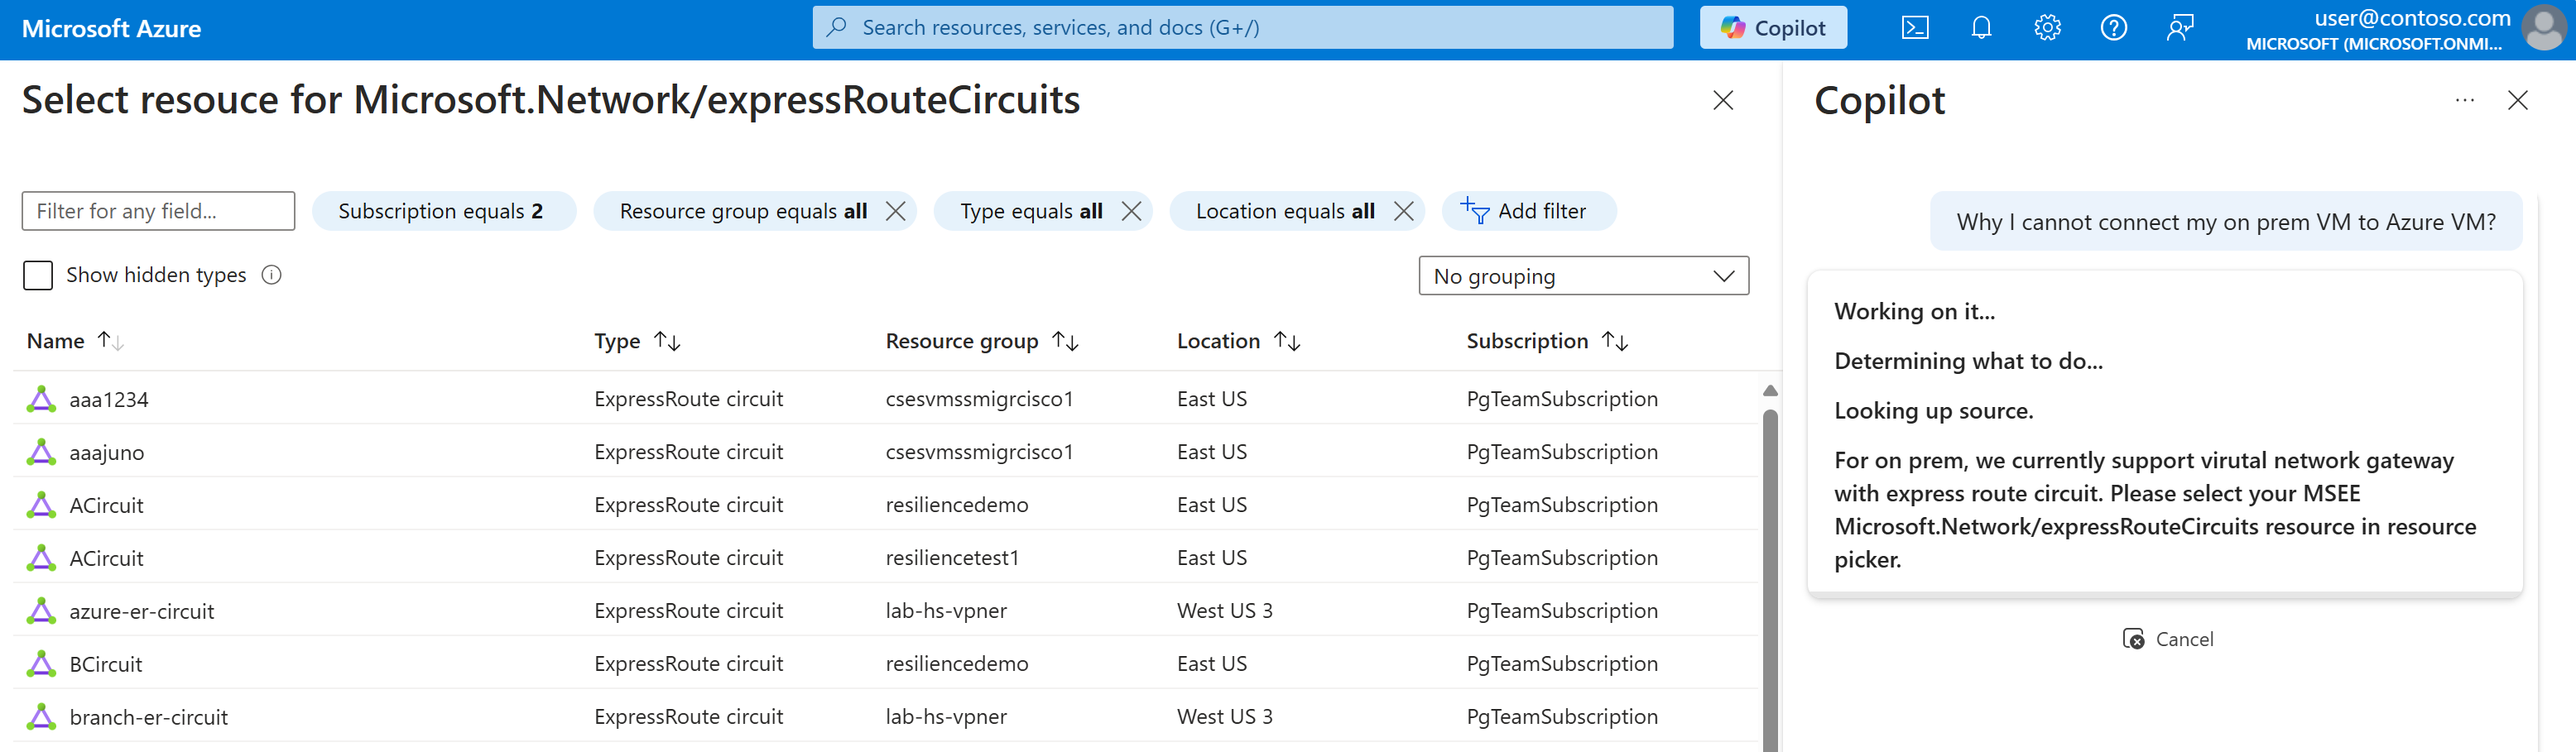 Microsoft Azure
Search resources, services, and docs (G+/)
Copilot
user@contoso.com
MICROSOFT (MICROSOFT.ONMI...
Select resouce for Microsoft.Network/expressRouteCircuits
Filter for any field...
Subscription equals 2
Resource group equals all
Type equals all
Location equals all
Add filter
Show hidden types
No grouping
Name Type Resource group Location Subscription
aaa1234 ExpressRoute circuit csesvmssmigrcisco1 East US PgTeamSubscription
aaajuno ExpressRoute circuit csesvmssmigrcisco1 East US PgTeamSubscription
ACircuit ExpressRoute circuit resiliencedemo East US PgTeamSubscription
ACircuit ExpressRoute circuit resiliencetest1 East US PgTeamSubscription
azure-er-circuit ExpressRoute circuit lab-hs-vpner West US 3 PgTeamSubscription
BCircuit ExpressRoute circuit resiliencedemo East US PgTeamSubscription
branch-er-circuit ExpressRoute circuit lab-hs-vpner West US 3 PgTeamSubscription
Copilot
Why I cannot connect my on prem VM to Azure VM?
Working on it...
Determining what to do...
Looking up source.
For on prem, we currently support virutal network gateway
with express route circuit. Please select your MSEE
Microsoft.Network/expressRouteCircuits resource in resource
picker.
Cancel